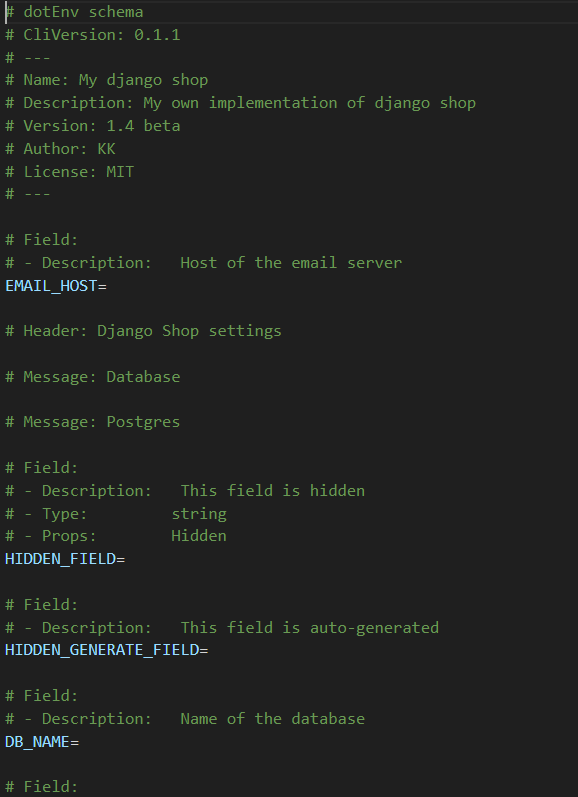 # dotEnv schema
# CliVersion: 0.1.1
# ---
# Name: My django shop
# Description: My own implementation of django shop
# Version: 1.4 beta
# Author: KK
# License: MIT
# ---
# Field:
# - Description:   Host of the email server
EMAIL_HOST=
# Header: Django Shop settings
# Message: Database
# Message: Postgres
# Field:
# - Description:   This field is hidden
# - Type:         string
# - Props:        Hidden
HIDDEN_FIELD=
# Field:
# - Description:   This field is auto-generated
HIDDEN_GENERATE_FIELD=
# Field:
# - Description:   Name of the database
DB_NAME=
# Field: